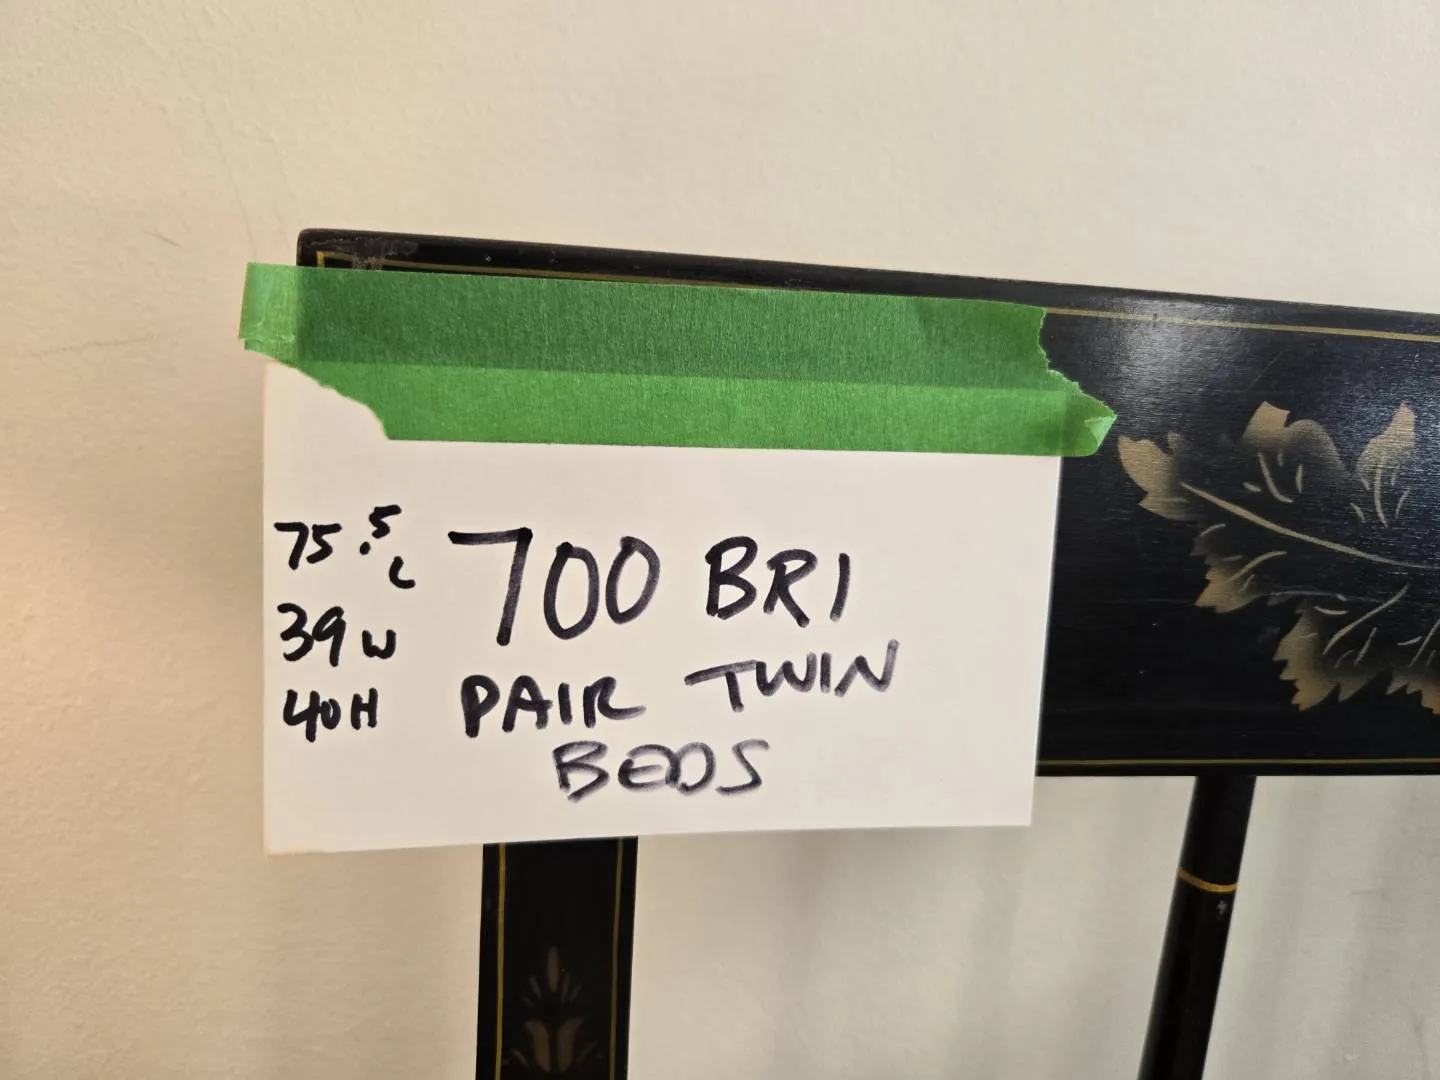 75.5 L
39 W
40 H
700 BRI
PAIR TWIN
BEDS